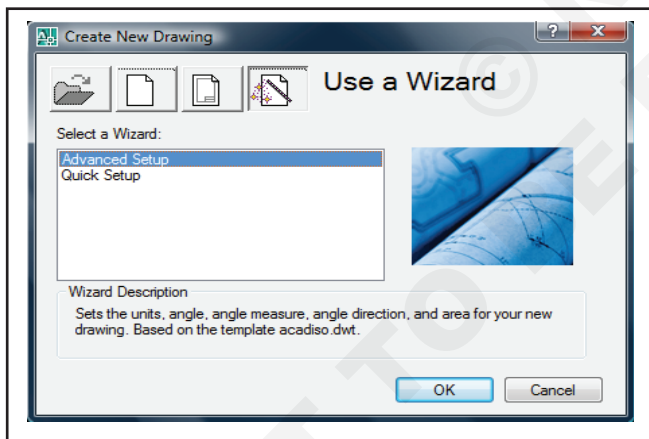 Create New Drawing
Use a Wizard
Select a Wizard:
Advanced Setup
Quick Setup
Wizard Description
Sets the units, angle, angle measure, angle direction, and area for your new
drawing. Based on the template acadiso.dwt.
OK Cancel